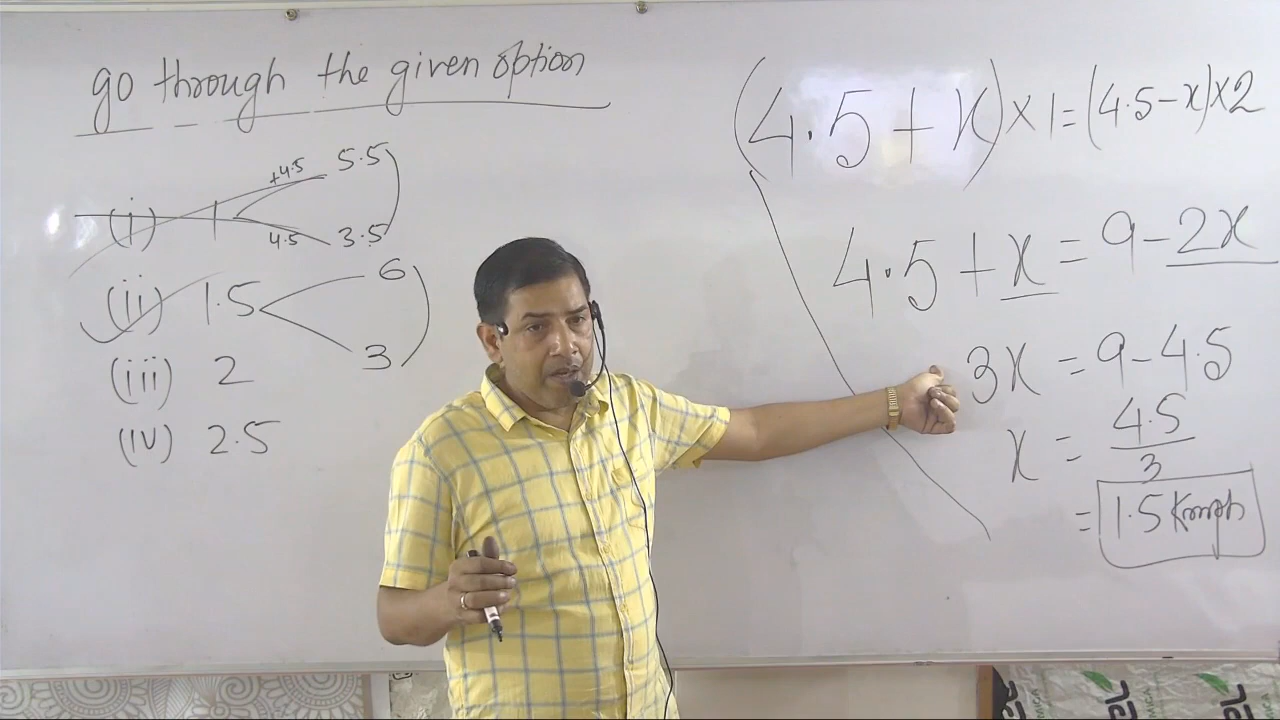 go through the given option
(i) 1 +4.5 5.5
4.5 3.5
(ii) 1.5 6
3
(iii) 2
(iv) 2.5
(4.5+x)×1=(4.5-x)×2
4.5+x=9-2x
3x=9-4.5
x=4.5/3
=1.5 Kmph